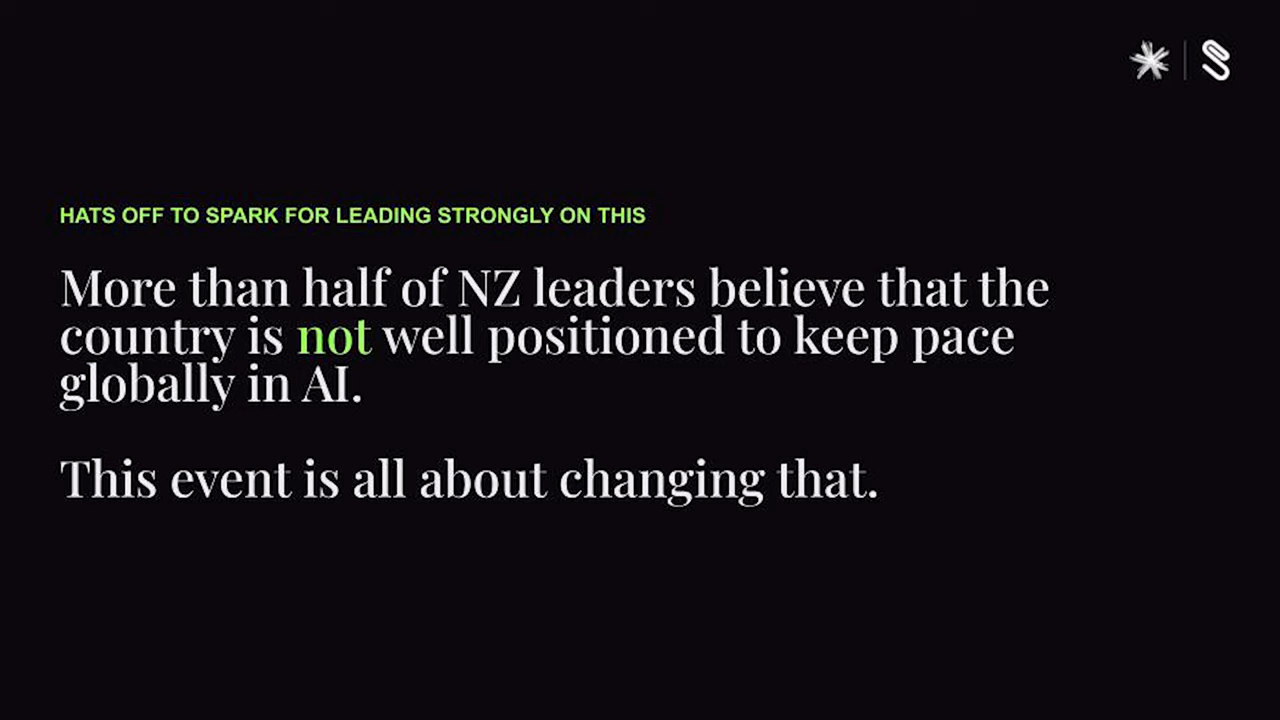 HATS OFF TO SPARK FOR LEADING STRONGLY ON THIS
More than half of NZ leaders believe that the
country is not well positioned to keep pace
globally in AI.
This event is all about changing that.